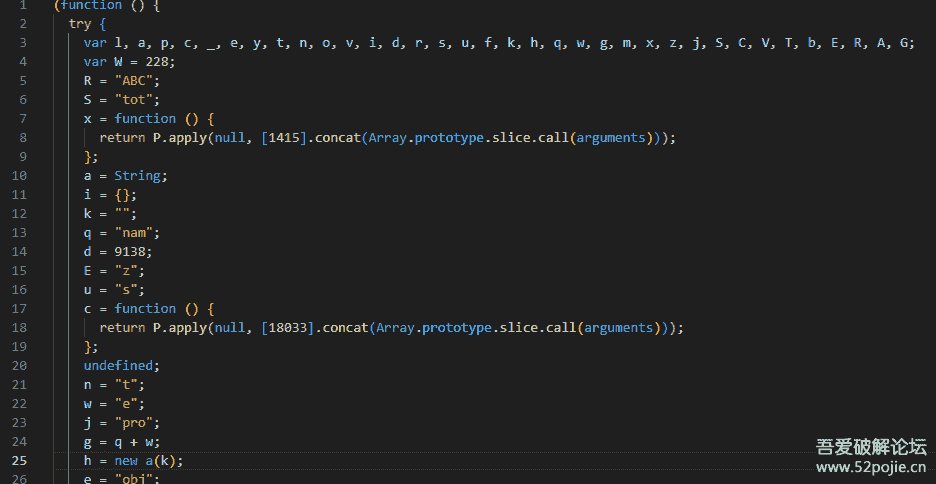 1 (function () {
2 try {
3 var l, a, p, c, _, e, y, t, n, o, v, i, d, r, s, u, f, k, h, q, w, g, m, x, z, j, S, C, V, T, b, E, R, A, G;
4 var W = 228;
5 R = "ABC";
6 S = "tot";
7 x = function () {
8 return P.apply(null, [1415].concat(Array.prototype.slice.call(arguments)));
9 };
10 a = String;
11 i = {};
12 k = "";
13 q = "nam";
14 d = 9138;
15 E = "z";
16 u = "s";
17 c = function () {
18 return P.apply(null, [18033].concat(Array.prototype.slice.call(arguments)));
19 };
20 undefined;
21 n = "t";
22 w = "e";
23 j = "pro";
24 g = q + w;
25 h = new a(k);
26 e = "obj";
吾爱破解论坛
www.52pojie.cn